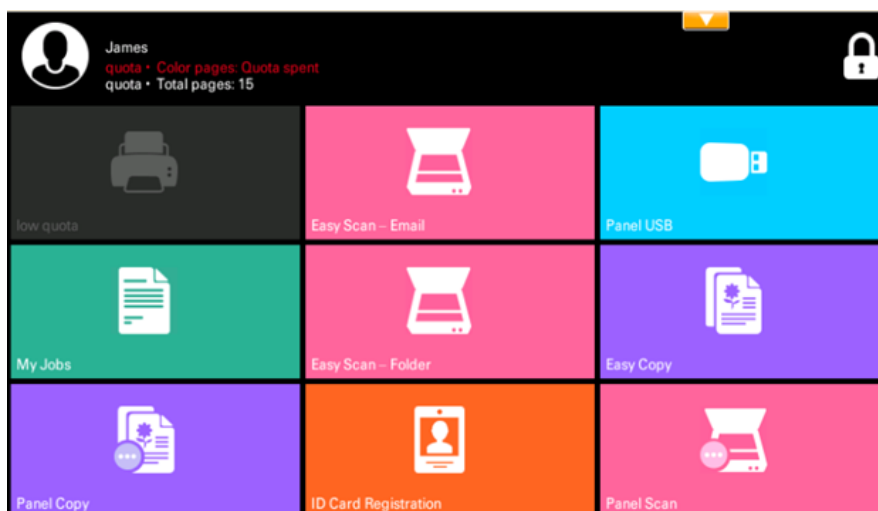 James
quota • Color pages: Quota spent
quota • Total pages: 15
low quota
Easy Scan – Email
Panel USB
My Jobs
Easy Scan – Folder
Easy Copy
Panel Copy
ID Card Registration
Panel Scan